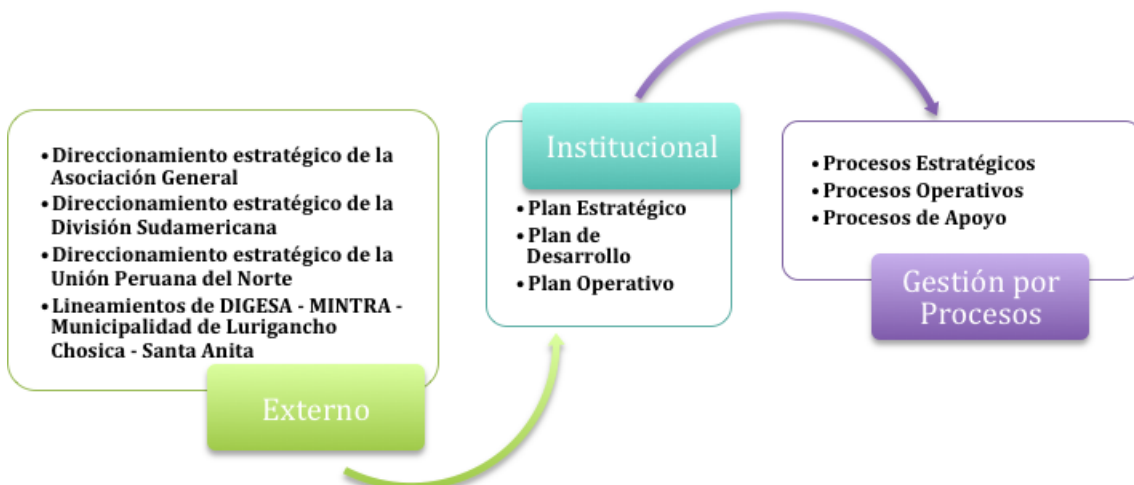 • Direccionamiento estratégico de la
Asociación General
• Direccionamiento estratégico de la
División Sudamericana
• Direccionamiento estratégico de la
Unión Peruana del Norte
• Lineamientos de DIGESA - MINTRA -
Municipalidad de Lurigancho
Chosica - Santa Anita
Externo
Institucional
• Plan Estratégico
• Plan de
Desarrollo
• Plan Operativo
• Procesos Estratégicos
• Procesos Operativos
• Procesos de Apoyo
Gestión por
Procesos